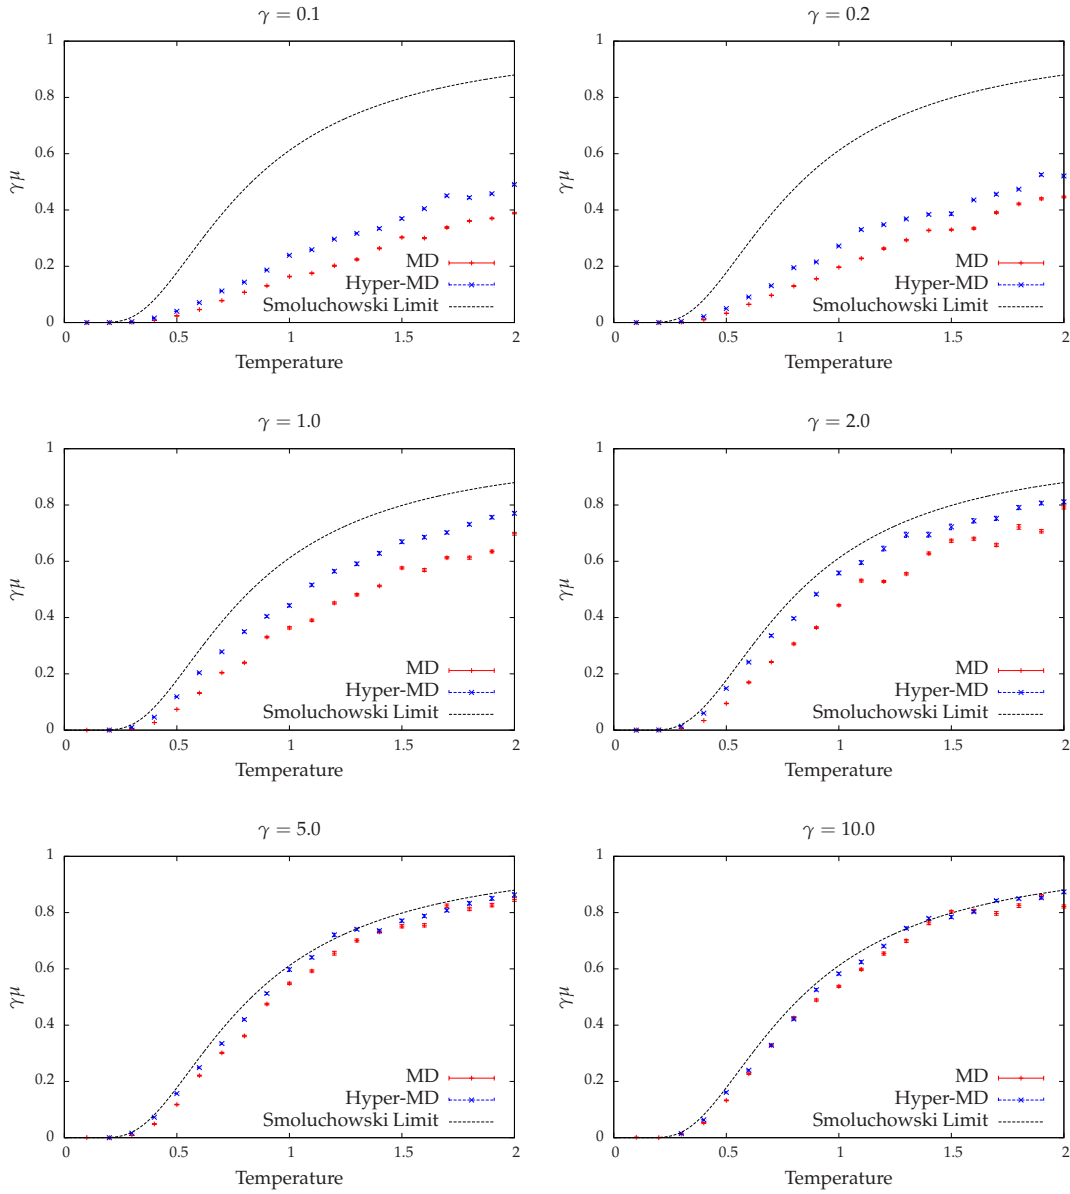 γ = 0.1
1
0.8
0.6
0.4
0.2
0
γμ
MD
Hyper-MD
Smoluchowski Limit
0 0.5 1 1.5 2
Temperature
γ = 0.2
1
0.8
0.6
0.4
0.2
0
γμ
MD
Hyper-MD
Smoluchowski Limit
0 0.5 1 1.5 2
Temperature
γ = 1.0
1
0.8
0.6
0.4
0.2
0
γμ
MD
Hyper-MD
Smoluchowski Limit
0 0.5 1 1.5 2
Temperature
γ = 2.0
1
0.8
0.6
0.4
0.2
0
γμ
MD
Hyper-MD
Smoluchowski Limit
0 0.5 1 1.5 2
Temperature
γ = 5.0
1
0.8
0.6
0.4
0.2
0
γμ
MD
Hyper-MD
Smoluchowski Limit
0 0.5 1 1.5 2
Temperature
γ = 10.0
1
0.8
0.6
0.4
0.2
0
γμ
MD
Hyper-MD
Smoluchowski Limit
0 0.5 1 1.5 2
Temperature